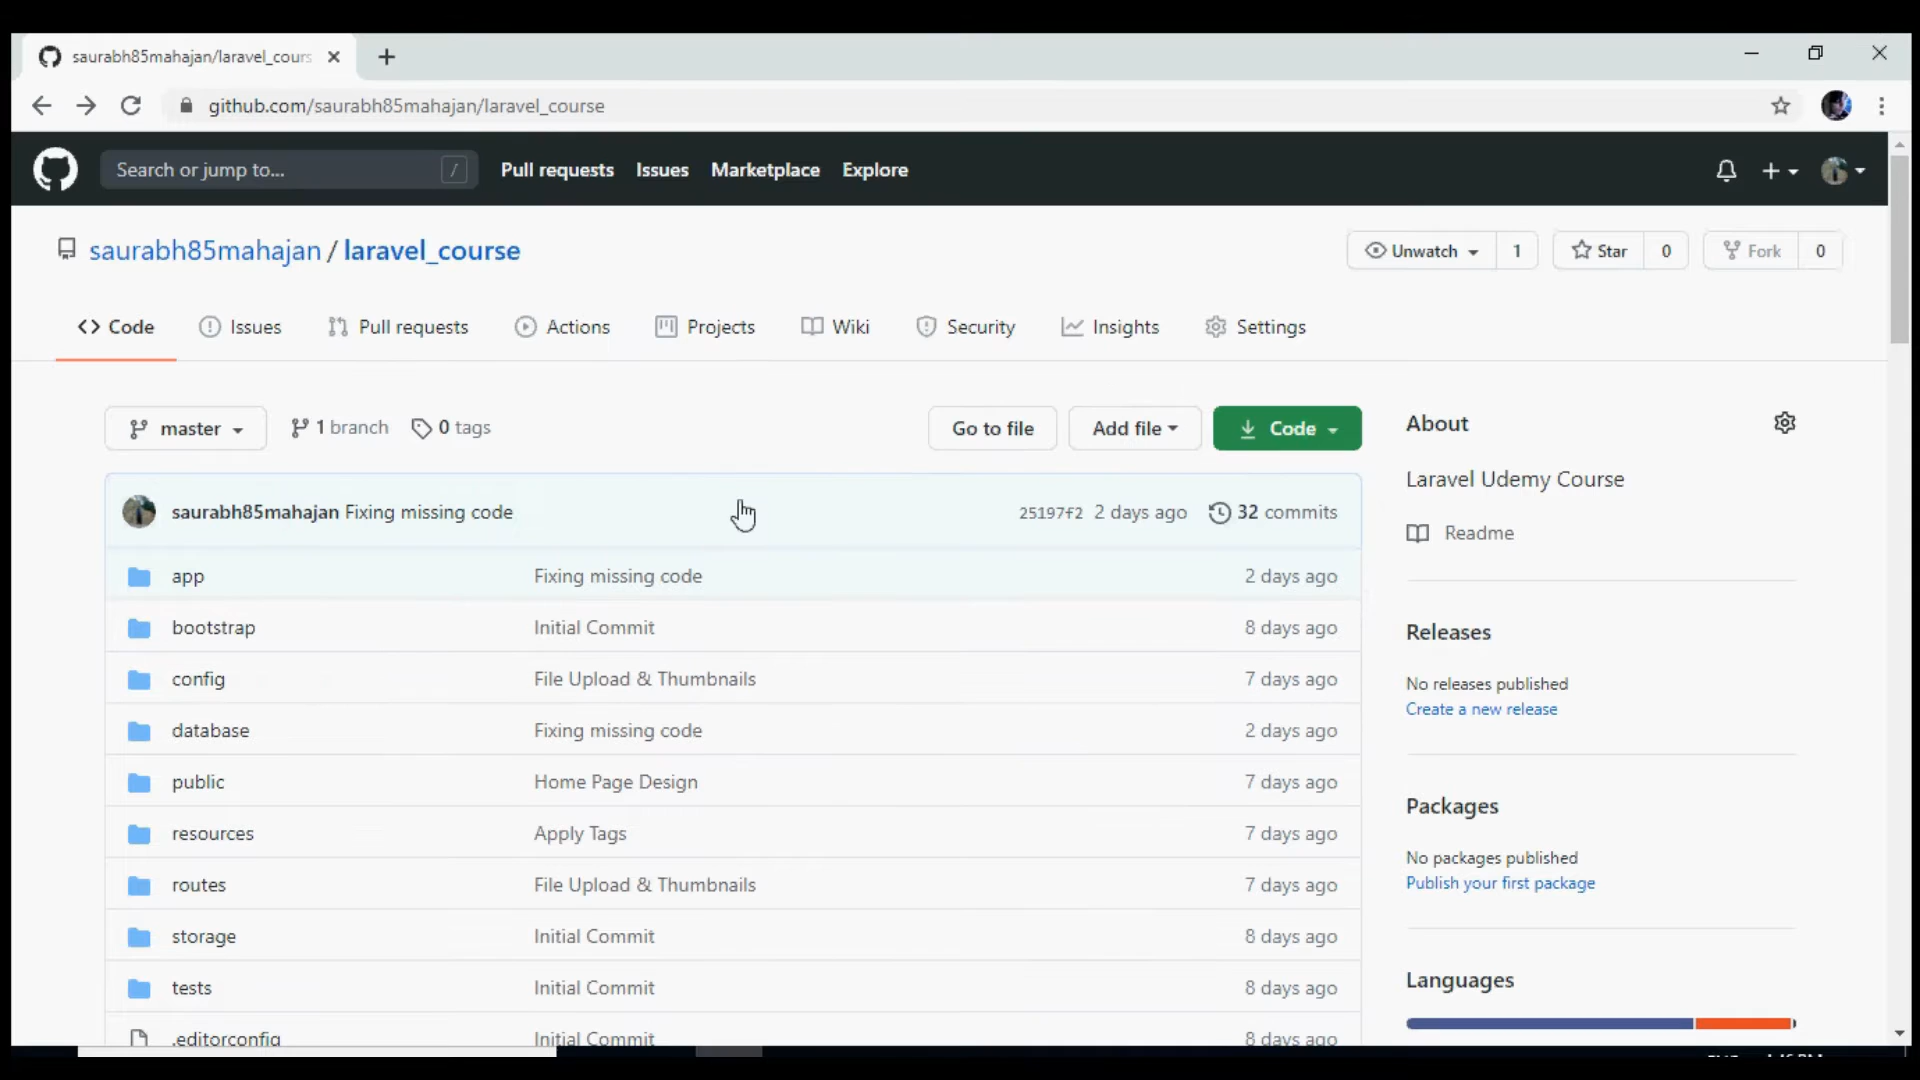 saurabh85mahajan/laravel_cours
github.com/saurabh85mahajan/laravel_course
Search or jump to... / Pull requests Issues Marketplace Explore
saurabh85mahajan / laravel_course Unwatch 1 Star 0 Fork 0
Code Issues Pull requests Actions Projects Wiki Security Insights Settings
master 1 branch 0 tags Go to file Add file Code
saurabh85mahajan Fixing missing code 25197f2 2 days ago 32 commits
app Fixing missing code 2 days ago
bootstrap Initial Commit 8 days ago
config File Upload & Thumbnails 7 days ago
database Fixing missing code 2 days ago
public Home Page Design 7 days ago
resources Apply Tags 7 days ago
routes File Upload & Thumbnails 7 days ago
storage Initial Commit 8 days ago
tests Initial Commit 8 days ago
.editorconfig Initial Commit 8 days ago
About
Laravel Udemy Course
Readme
Releases
No releases published
Create a new release
Packages
No packages published
Publish your first package
Languages